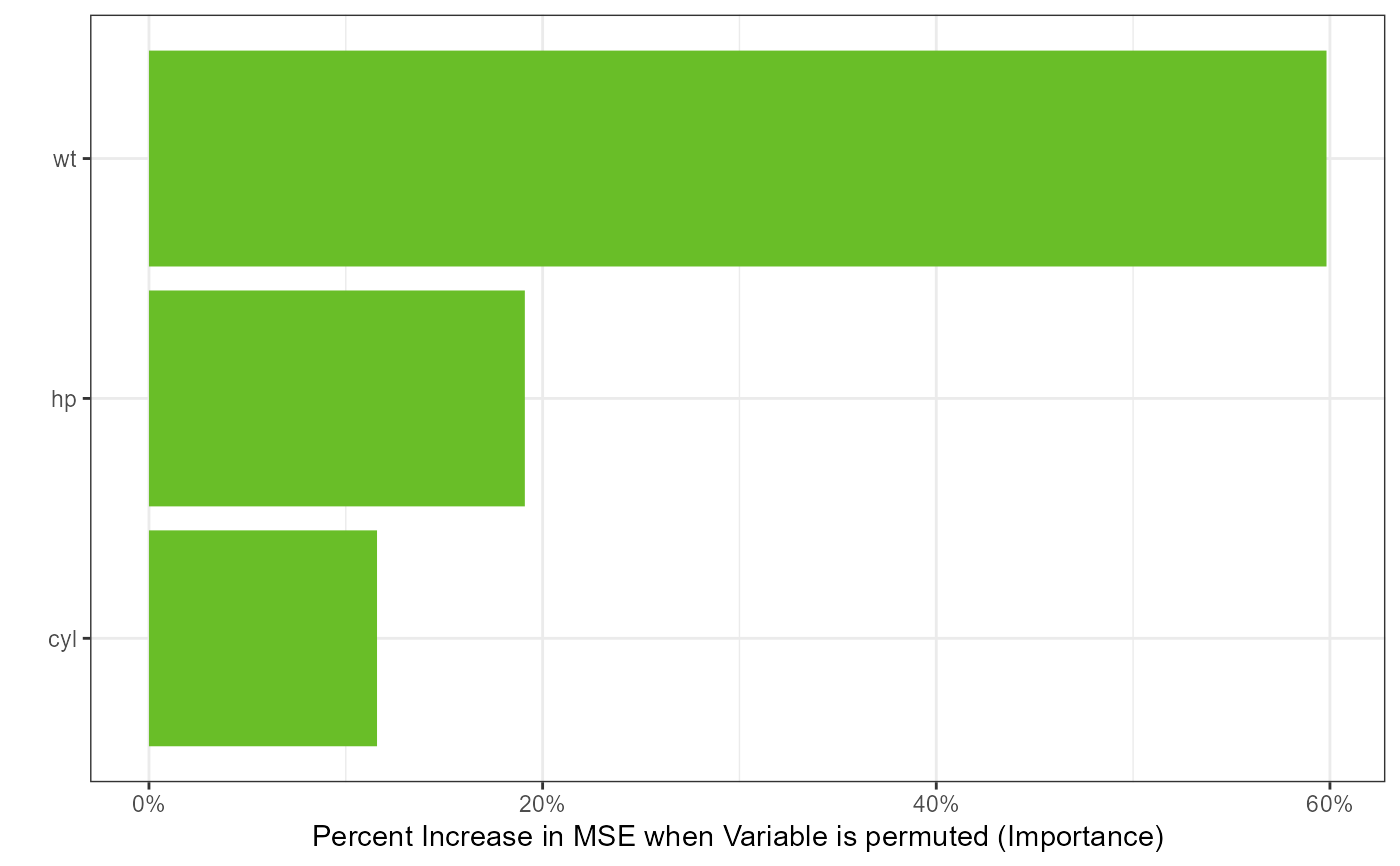 wt
hp
cyl
0% 20% 40% 60%
Percent Increase in MSE when Variable is permuted (Importance)